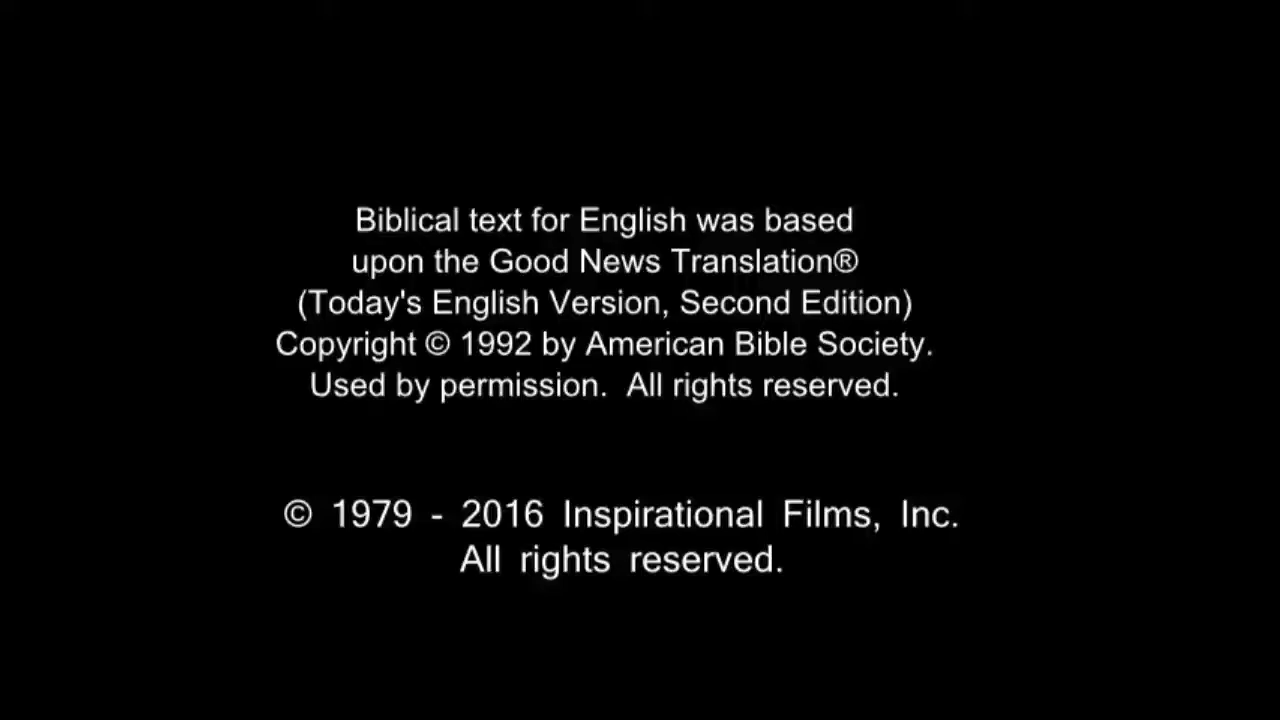 Biblical text for English was based
upon the Good News Translation®
(Today's English Version, Second Edition)
Copyright © 1992 by American Bible Society.
Used by permission.  All rights reserved.
© 1979 - 2016 Inspirational Films, Inc.
All rights reserved.